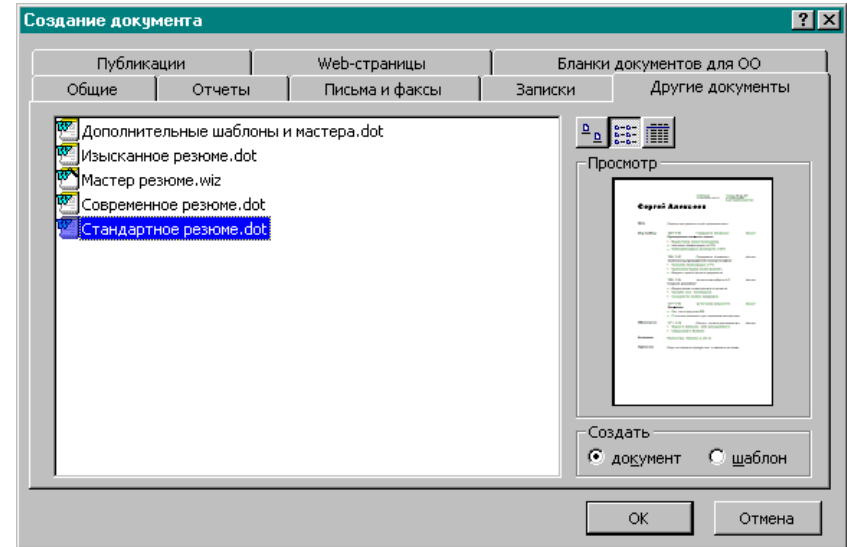 Создание документа
Публикации Web-страницы Бланки документов для ОО
Общие Отчеты Письма и факсы Записки Другие документы
Дополнительные шаблоны и мастера.dot
Изысканное резюме.dot
Мастер резюме.wiz
Современное резюме.dot
Стандартное резюме.dot
Просмотр
Сергей Алексеев
Создать
документ шаблон
ОК Отмена